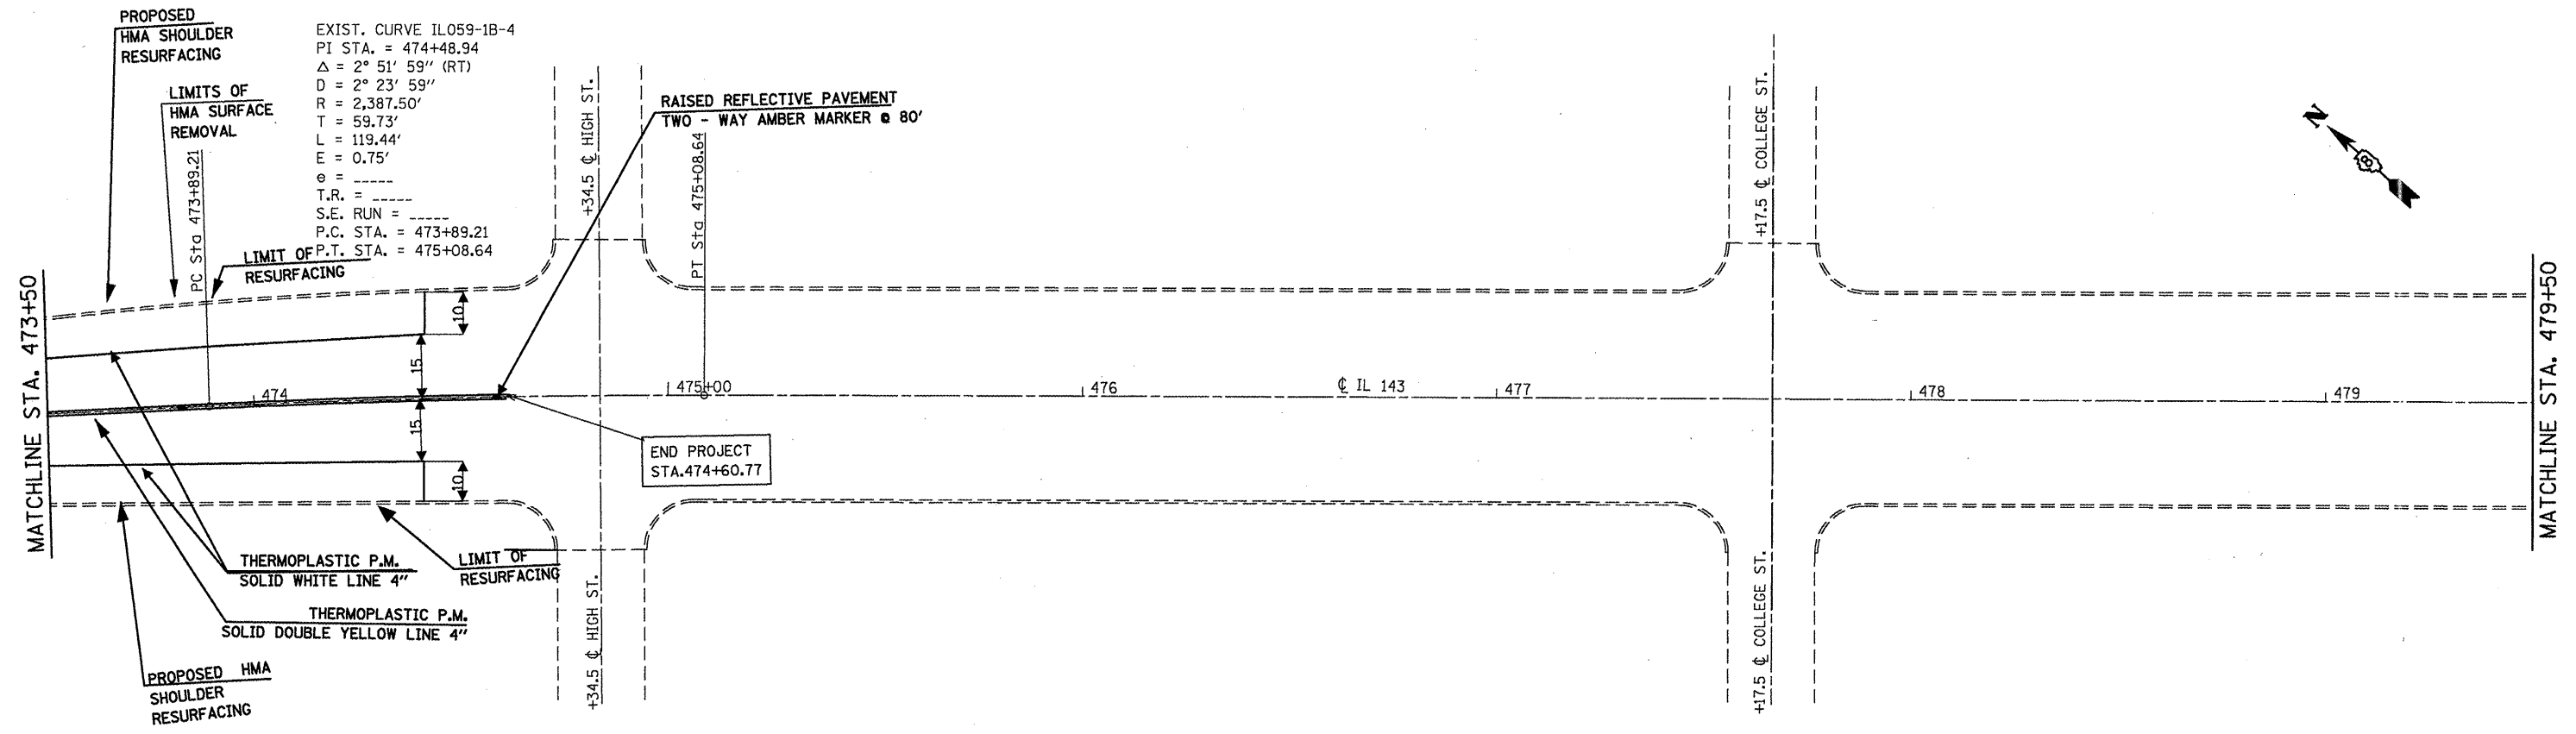 PROPOSED
HMA SHOULDER
RESURFACING
EXIST. CURVE IL059-1B-4
PI STA. = 474+48.94
Δ = 2° 51' 59" (RT)
D = 2° 23' 59"
R = 2,387.50'
T = 59.73'
L = 119.44'
E = 0.75'
e = _____
T.R. = _____
S.E. RUN = _____
P.C. STA. = 473+89.21
P.T. STA. = 475+08.64
LIMITS OF
HMA SURFACE
REMOVAL
PC Sta 473+89.21
LIMIT OF
RESURFACING
+34.5 ℄ HIGH ST.
RAISED REFLECTIVE PAVEMENT
TWO - WAY AMBER MARKER @ 80'
PT Sta 475+08.64
+17.5 ℄ COLLEGE ST.
N
8
MATCHLINE STA. 473+50
10
15
15
10
474
475+00
476
℄ IL 143
477
478
479
MATCHLINE STA. 479+50
END PROJECT
STA.474+60.77
THERMOPLASTIC P.M.
SOLID WHITE LINE 4"
LIMIT OF
RESURFACING
THERMOPLASTIC P.M.
SOLID DOUBLE YELLOW LINE 4"
PROPOSED HMA
SHOULDER
RESURFACING
+34.5 ℄ HIGH ST.
+17.5 ℄ COLLEGE ST.